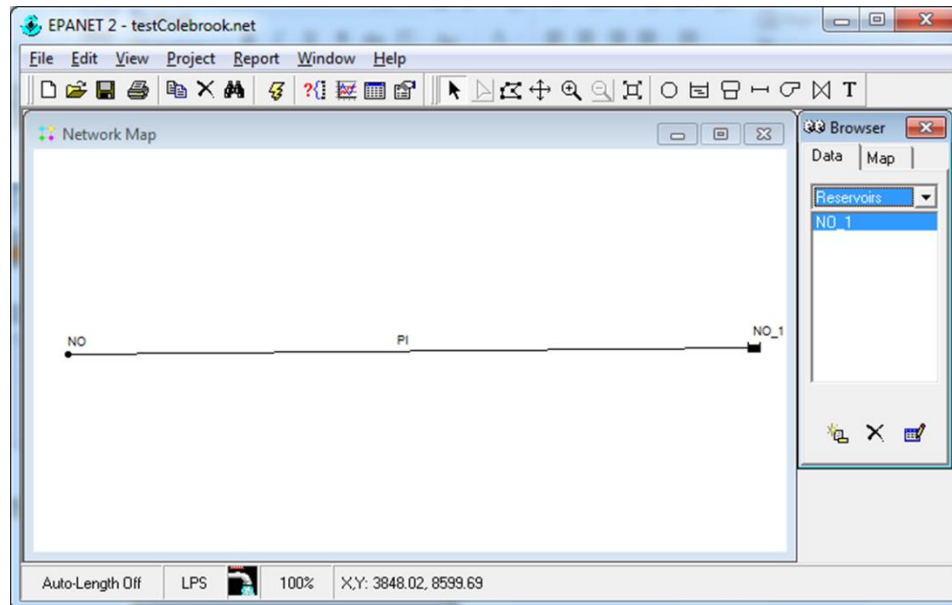 EPANET 2 - testColebrook.net
File Edit View Project Report Window Help
T
Network Map
NO
PI
NO_1
Browser
Data Map
Reservoirs
NO_1
Auto-Length Off LPS 100% X,Y: 3848.02, 8599.69